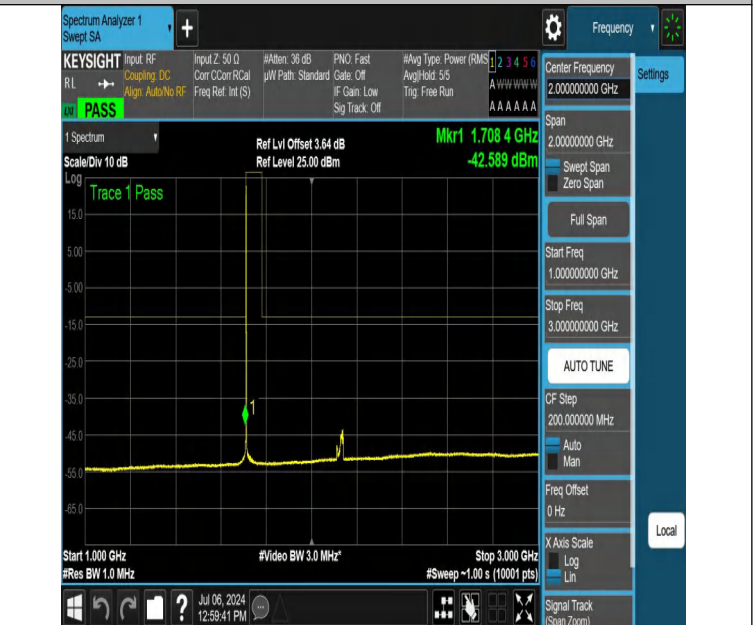 Spectrum Analyzer 1
Swept SA
+
Frequency
KEYSIGHT
RL
PASS
Input: RF
Coupling: DC
Align: Auto/No RF
Input Z: 50 Ω
Corr CCorr RCal
Freq Ref: Int (S)
#Atten: 36 dB
µW Path: Standard
PNO: Fast
Gate: Off
IF Gain: Low
Sig Track: Off
#Avg Type: Power (RMS
Avg|Hold: 5/5
Trig: Free Run
1 2 3 4 5 6
A W W W W W
A A A A A A
Center Frequency
2.000000000 GHz
Settings
1 Spectrum
Scale/Div 10 dB
Ref Lvl Offset 3.64 dB
Ref Level 25.00 dBm
Mkr1 1.708 4 GHz
-42.589 dBm
Span
2.00000000 GHz
Swept Span
Zero Span
Full Span
Start Freq
1.000000000 GHz
Stop Freq
3.000000000 GHz
AUTO TUNE
CF Step
200.000000 MHz
Auto
Man
Freq Offset
0 Hz
X Axis Scale
Log
Lin
Signal Track
(Span Zoom)
Local
Log
Trace 1 Pass
15.0
5.00
-5.00
-15.0
-25.0
-35.0
-45.0
-55.0
-65.0
1
Start 1.000 GHz
#Res BW 1.0 MHz
#Video BW 3.0 MHz*
Stop 3.000 GHz
#Sweep ~1.00 s (10001 pts)
?
Jul 06, 2024
12:59:41 PM